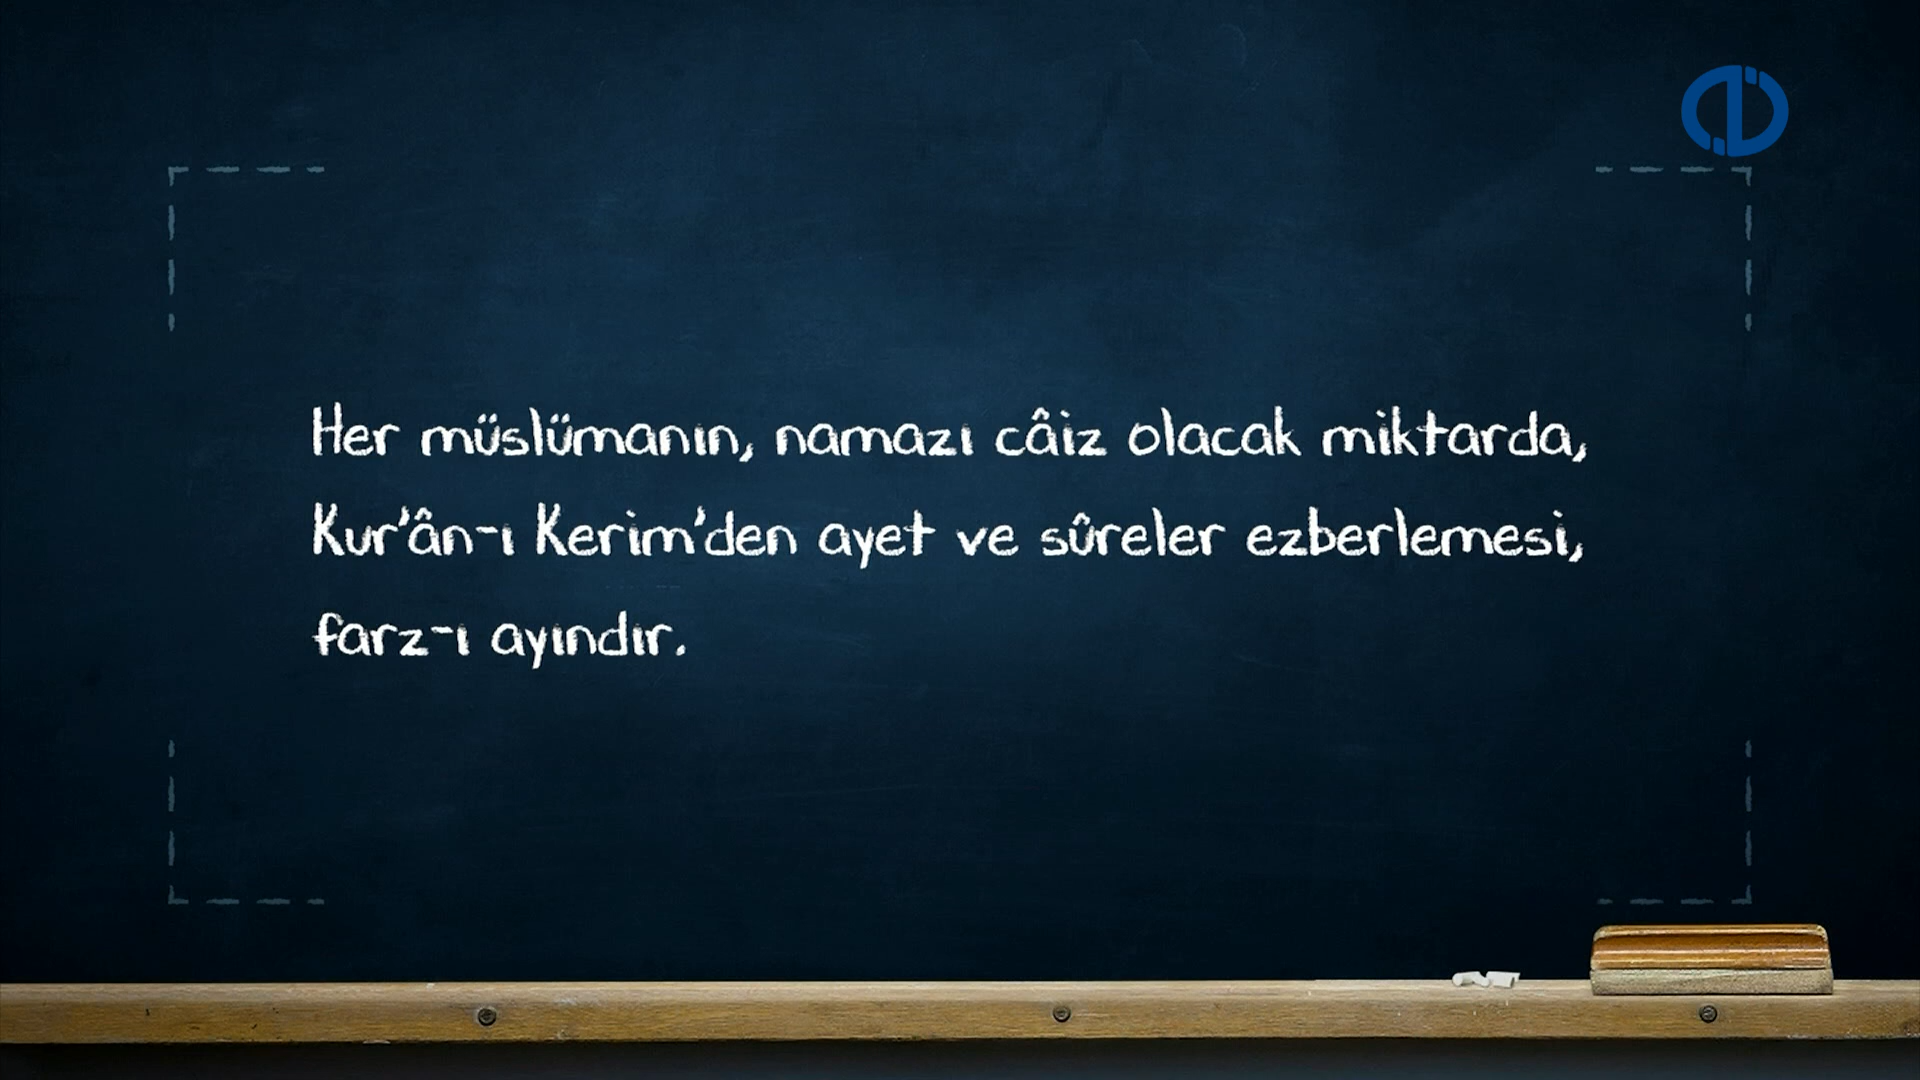 Her müslümanın, namazı câiz olacak miktarda,
Kur'ân-ı Kerim'den ayet ve sûreler ezberlemesi,
farz-ı ayındır.